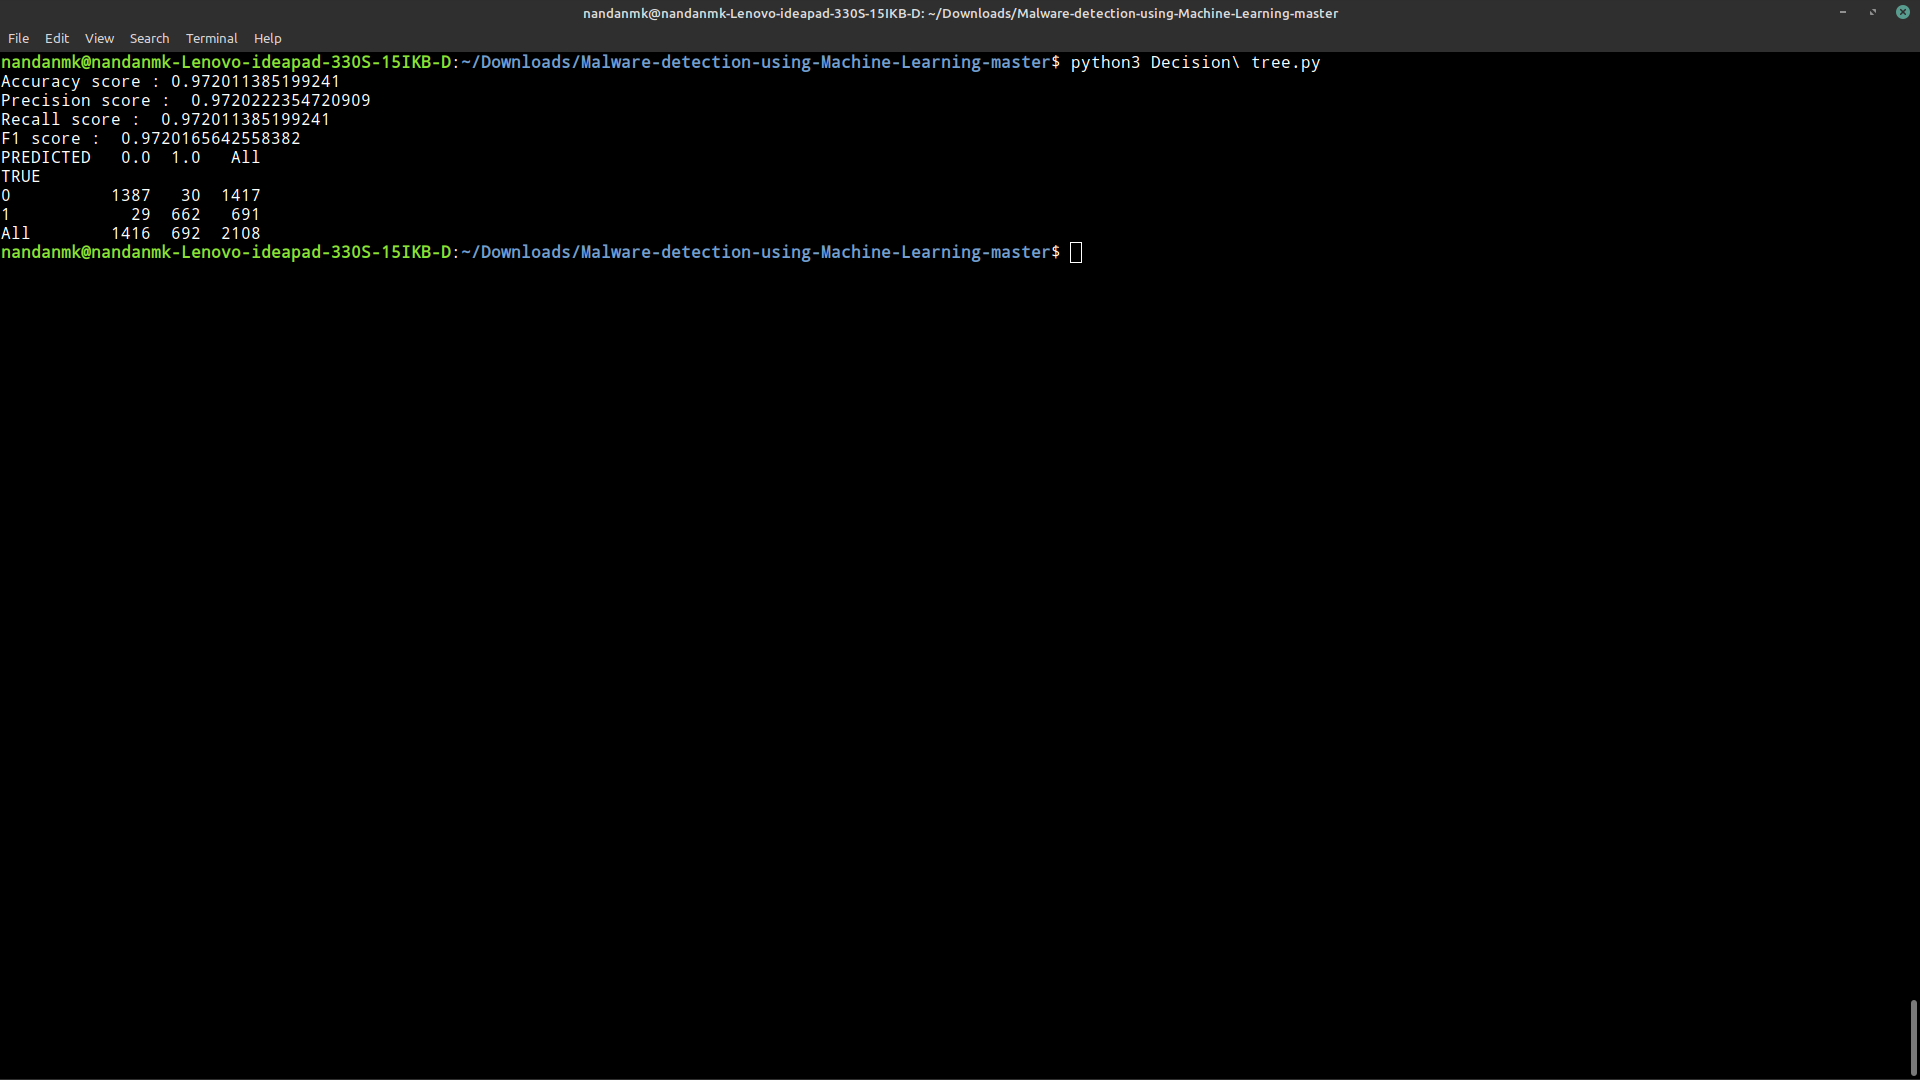 nandanmk@nandanmk-Lenovo-ideapad-330S-15IKB-D: ~/Downloads/Malware-detection-using-Machine-Learning-master
File Edit View Search Terminal Help
nandanmk@nandanmk-Lenovo-ideapad-330S-15IKB-D:~/Downloads/Malware-detection-using-Machine-Learning-master$ python3 Decision\ tree.py
Accuracy score : 0.972011385199241
Precision score :  0.9720222354720909
Recall score :  0.972011385199241
F1 score :  0.9720165642558382
PREDICTED   0.0  1.0   All
TRUE
0          1387   30  1417
1            29  662   691
All        1416  692  2108
nandanmk@nandanmk-Lenovo-ideapad-330S-15IKB-D:~/Downloads/Malware-detection-using-Machine-Learning-master$